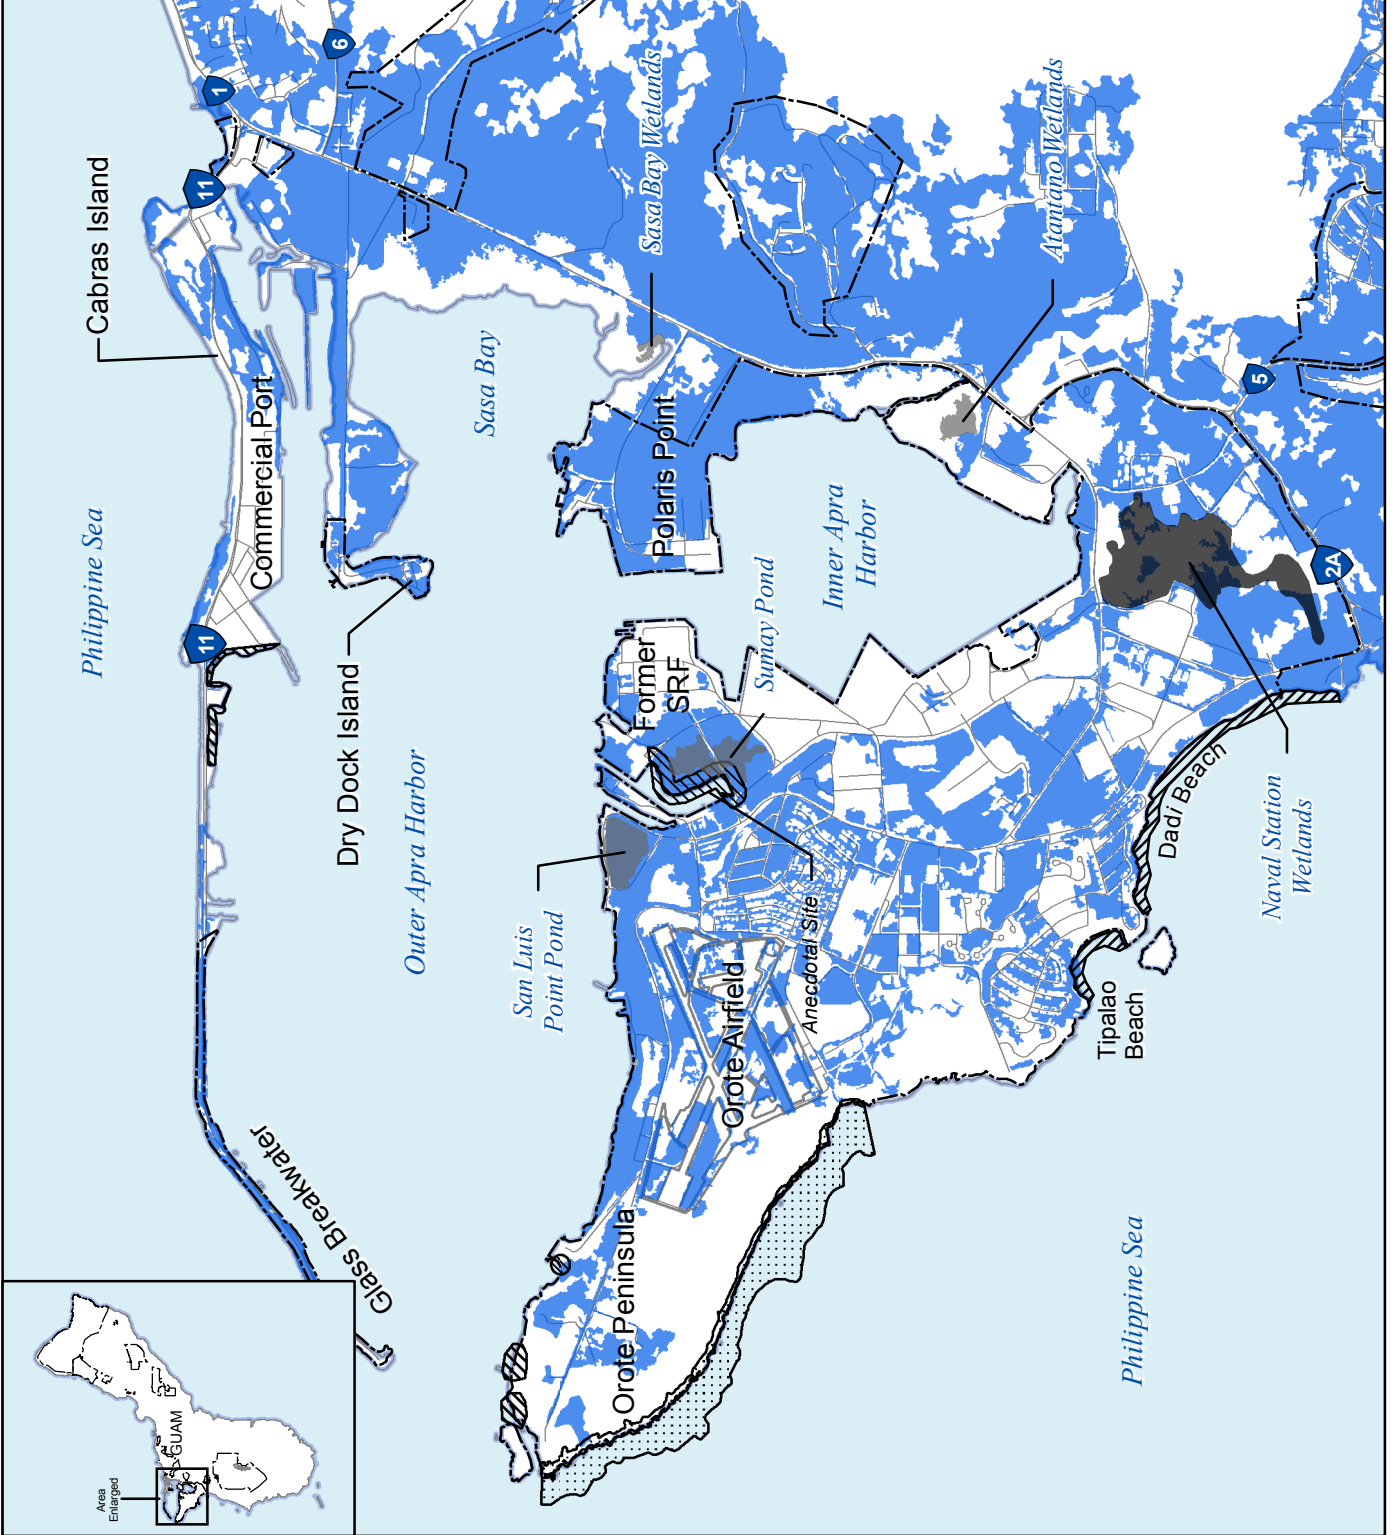 Philippine Sea
Cabras Island
1
6
11
11
Commercial Port
Sasa Bay Wetlands
Sasa Bay
Atantano Wetlands
Dry Dock Island
Outer Apra Harbor
Polaris Point
Inner Apra
Harbor
5
2A
Former
SRF
Sumay Pond
San Luis
Point Pond
Anecdotal Site
Naval Station
Wetlands
Dadi Beach
Tipalao
Beach
Orote Airfield
Orote Peninsula
Glass Breakwater
Philippine Sea
GUAM
Area
Enlarged